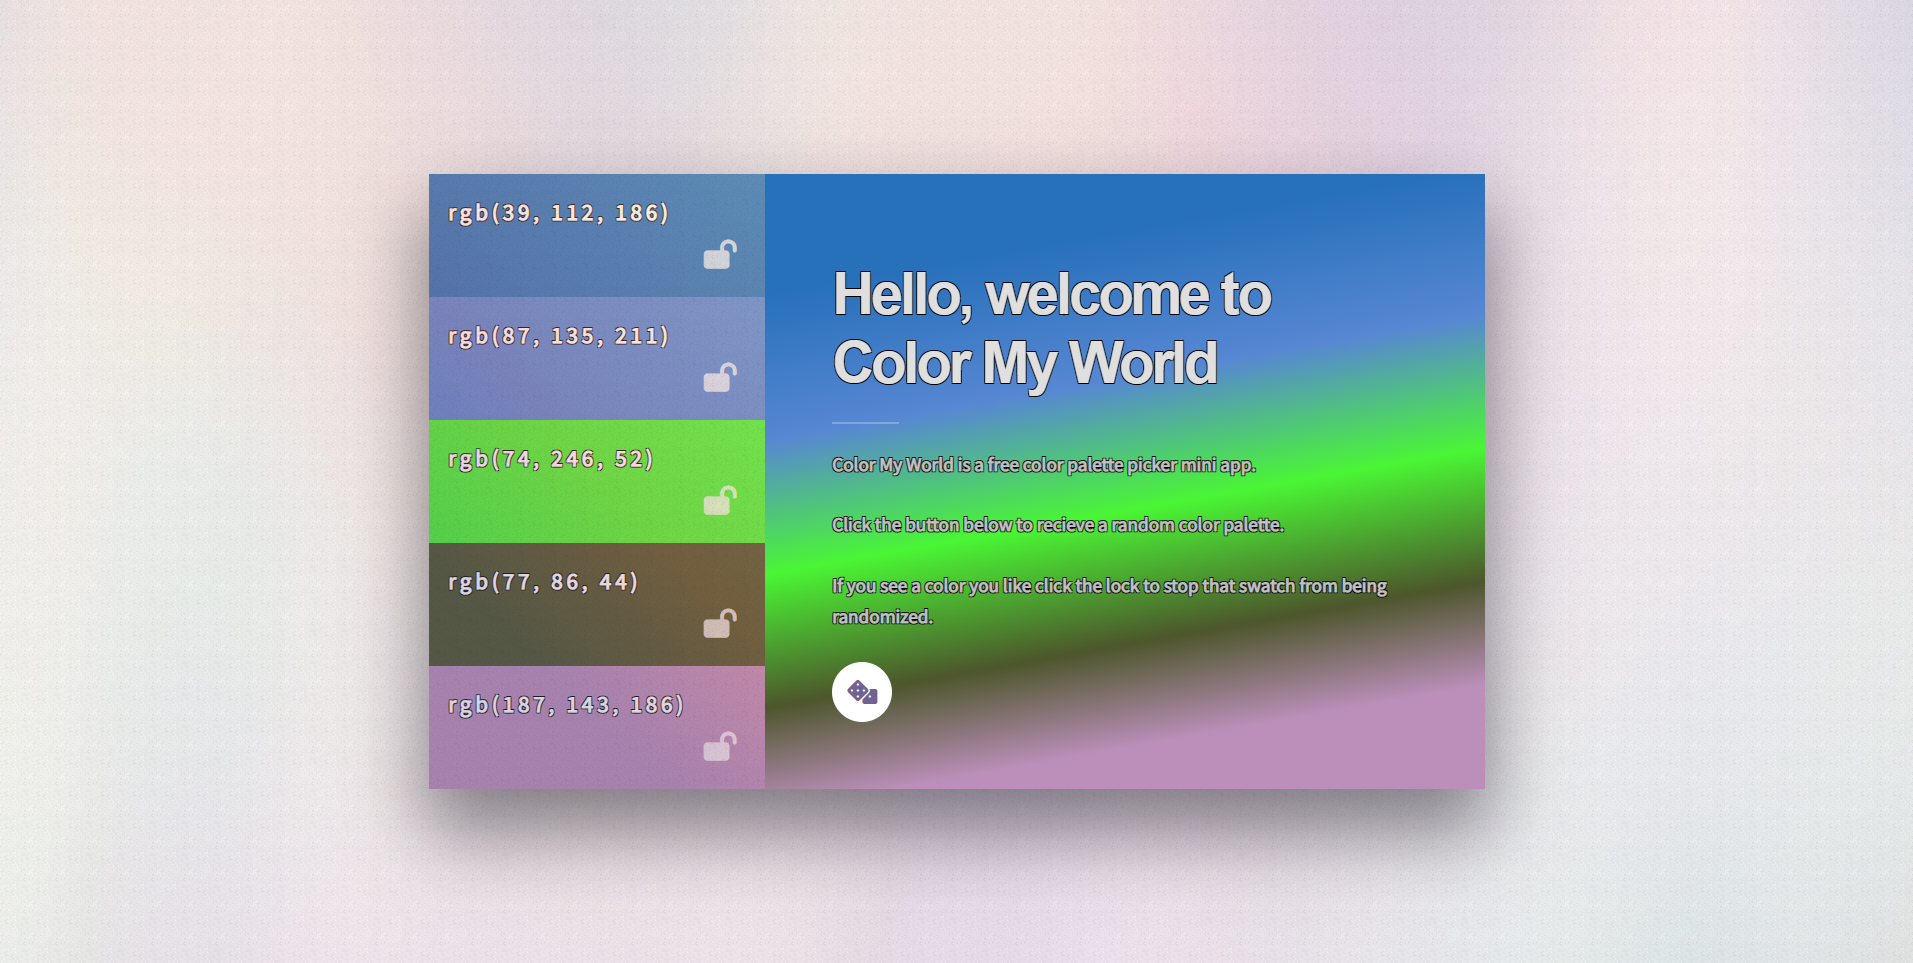 rgb(39, 112, 186)
rgb(87, 135, 211)
rgb(74, 246, 52)
rgb(77, 86, 44)
rgb(187, 143, 186)
Hello, welcome to
Color My World
Color My World is a free color palette picker mini app.
Click the button below to recieve a random color palette.
If you see a color you like click the lock to stop that swatch from being
randomized.